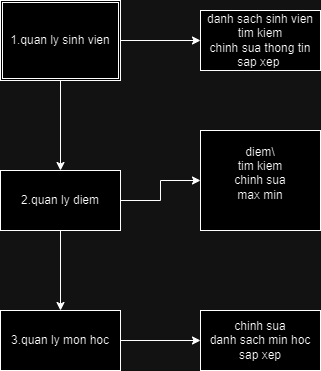 1.quan ly sinh vien
danh sach sinh vien
tim kiem
chinh sua thong tin
sap xep
2.quan ly diem
diem\
tim kiem
chinh sua
max min
3.quan ly mon hoc
chinh sua
danh sach min hoc
sap xep